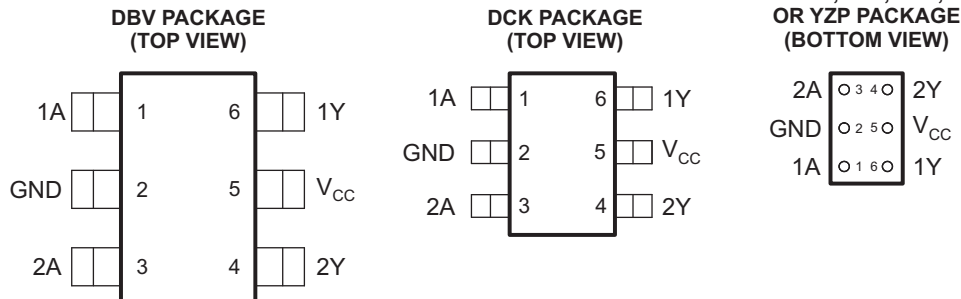 DBV PACKAGE
(TOP VIEW)
1A 1 6 1Y
GND 2 5 VCC
2A 3 4 2Y
DCK PACKAGE
(TOP VIEW)
1A 1 6 1Y
GND 2 5 VCC
2A 3 4 2Y
OR YZP PACKAGE
(BOTTOM VIEW)
2A 3 4 2Y
GND 2 5 VCC
1A 1 6 1Y